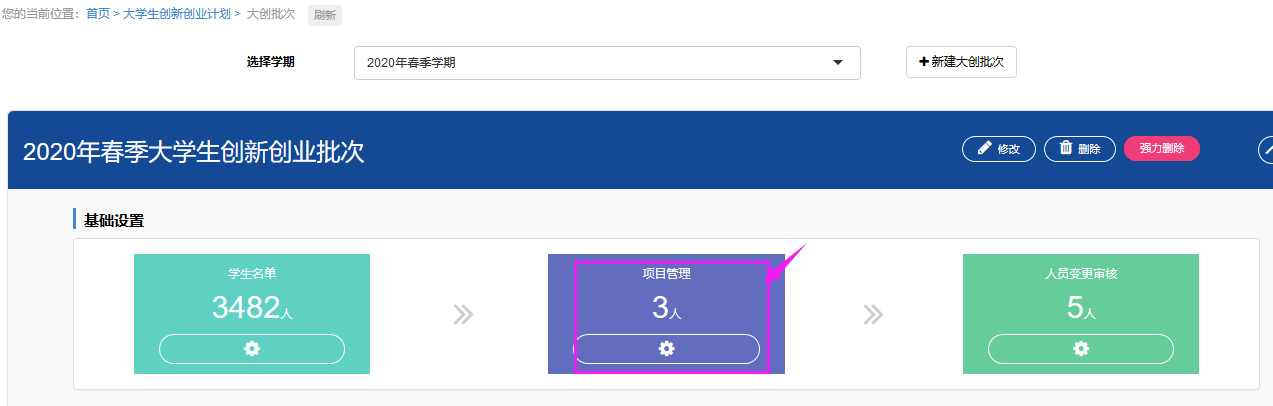 您的当前位置：首页 > 大学生创新创业计划 > 大创批次 刷新
选择学期 2020年春季学期 新建大创批次
2020年春季大学生创新创业批次 修改 删除 强力删除
基础设置
学生名单
3482人
项目管理
3人
人员变更审核
5人